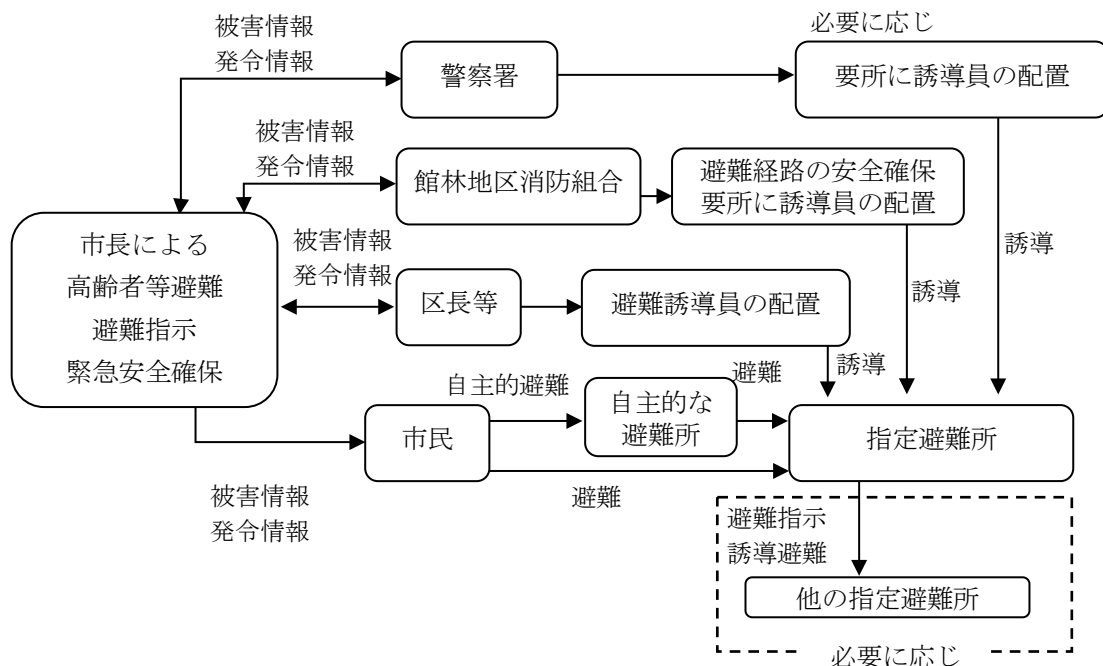 被害情報
発令情報
警察署
必要に応じ
要所に誘導員の配置
被害情報
発令情報
館林地区消防組合
避難経路の安全確保
要所に誘導員の配置
誘導
市長による
高齢者等避難
避難指示
緊急安全確保
被害情報
発令情報
区長等
避難誘導員の配置
誘導
誘導
自主的避難
避難
市民
自主的な
避難所
指定避難所
避難
被害情報
発令情報
避難指示
誘導避難
他の指定避難所
必要に応じ